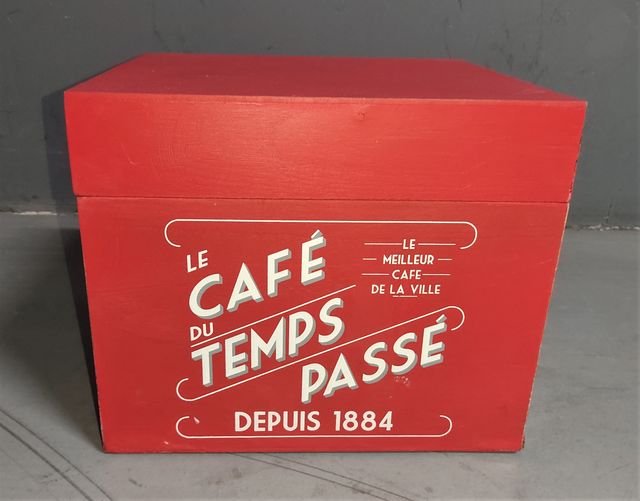 LE
CAFÉ
DU
TEMPS
PASSÉ
LE
MEILLEUR
CAFE
DE LA VILLE
DEPUIS 1884